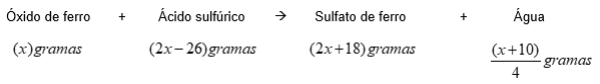 Óxido de ferro + Ácido sulfúrico → Sulfato de ferro + Água
(x)gramas (2x−26)gramas (2x+18)gramas (x+10)/4 gramas